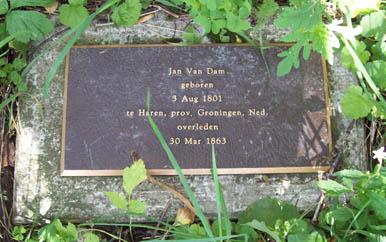 Jan Van Dam
geboren
3 Aug 1801
te Haren, prov. Groningen, Ned.
overleden
30 Mar 1863